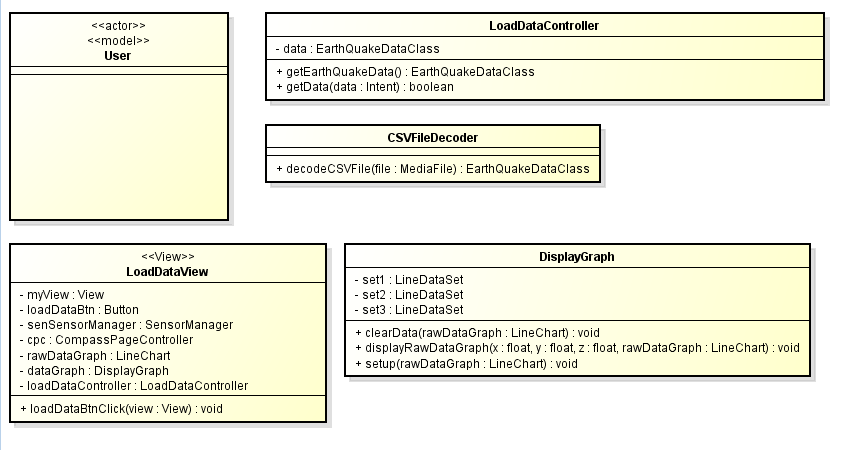 <<actor>>
<<model>>
User
LoadDataController
- data : EarthQuakeDataClass
+ getEarthQuakeData() : EarthQuakeDataClass
+ getData(data : Intent) : boolean
CSVFileDecoder
+ decodeCSVFile(file : MediaFile) : EarthQuakeDataClass
<<View>>
LoadDataView
- myView : View
- loadDataBtn : Button
- senSensorManager : SensorManager
- cpc : CompassPageController
- rawDataGraph : LineChart
- dataGraph : DisplayGraph
- loadDataController : LoadDataController
+ loadDataBtnClick(view : View) : void
DisplayGraph
- set1 : LineDataSet
- set2 : LineDataSet
- set3 : LineDataSet
+ clearData(rawDataGraph : LineChart) : void
+ displayRawDataGraph(x : float, y : float, z : float, rawDataGraph : LineChart) : void
+ setup(rawDataGraph : LineChart) : void